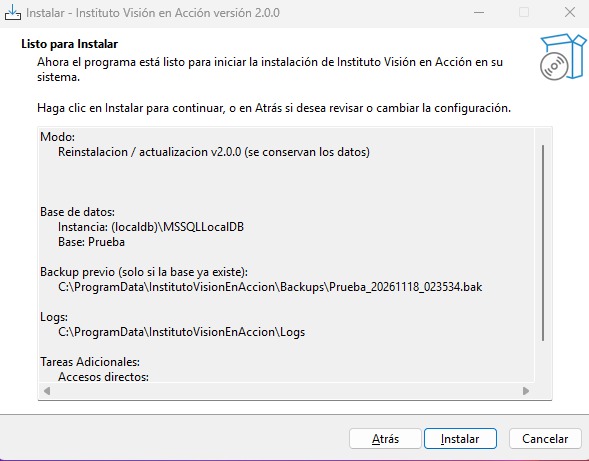 Instalar - Instituto Visión en Acción versión 2.0.0
Listo para Instalar
Ahora el programa está listo para iniciar la instalación de Instituto Visión en Acción en su
sistema.
Haga clic en Instalar para continuar, o en Atrás si desea revisar o cambiar la configuración.
Modo:
Reinstalacion / actualizacion v2.0.0 (se conservan los datos)
Base de datos:
Instancia: (localdb)\MSSQLLocalDB
Base: Prueba
Backup previo (solo si la base ya existe):
C:\ProgramData\InstitutoVisionEnAccion\Backups\Prueba_20261118_023534.bak
Logs:
C:\ProgramData\InstitutoVisionEnAccion\Logs
Tareas Adicionales:
Accesos directos:
Atrás
Instalar
Cancelar